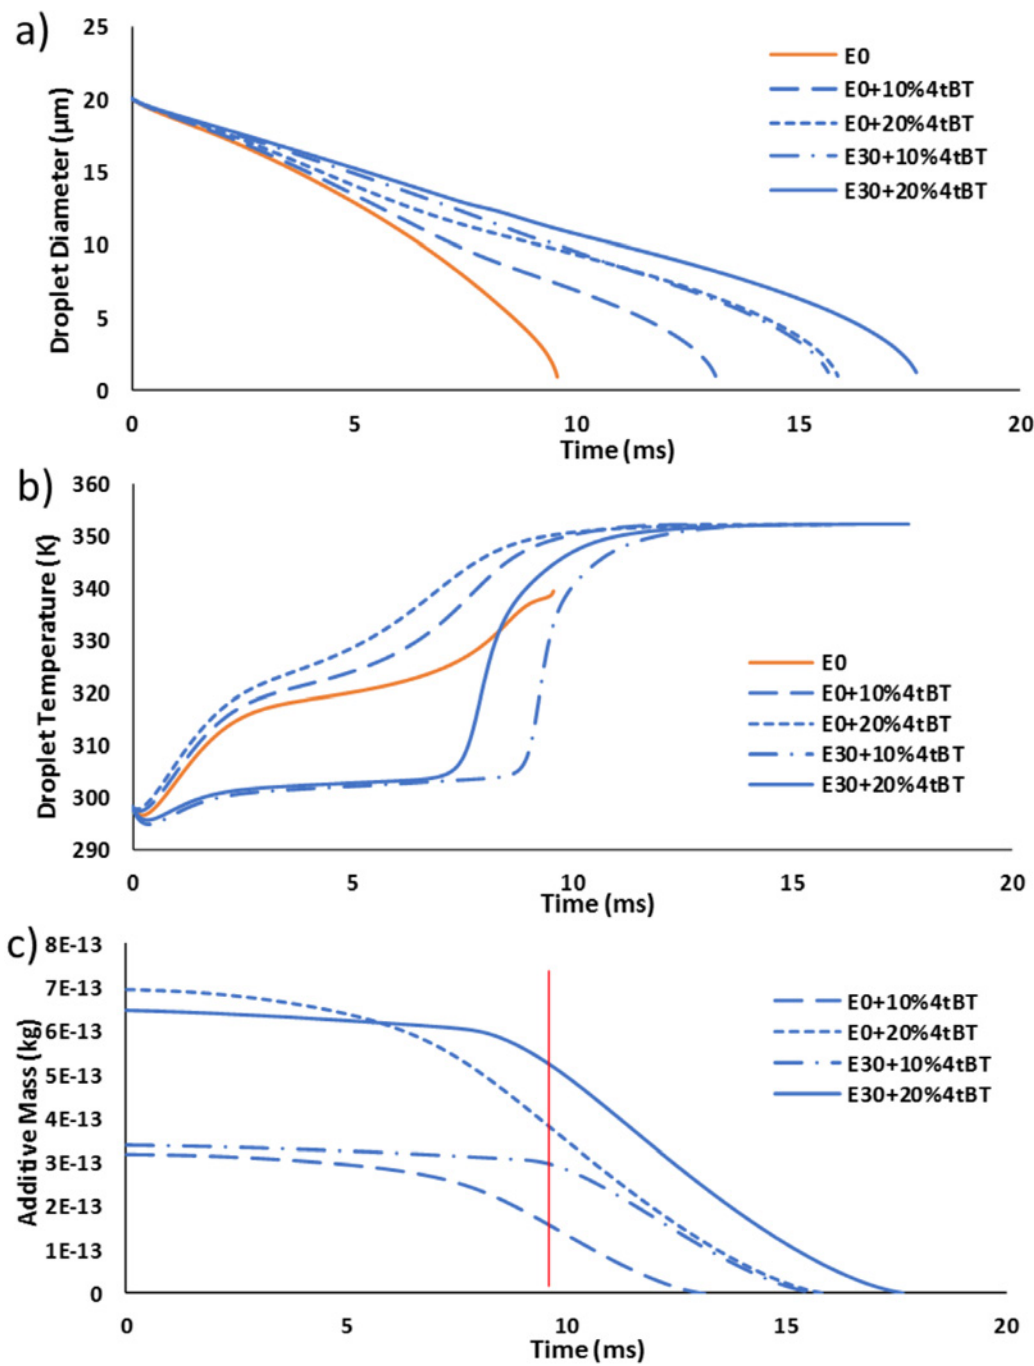 a)
25
20
15
10
5
0
Droplet Diameter (µm)
0 5 10 15 20
Time (ms)
E0
E0+10%4tBT
E0+20%4tBT
E30+10%4tBT
E30+20%4tBT
b)
360
350
340
330
320
310
300
290
Droplet Temperature (K)
0 5 10 15 20
Time (ms)
E0
E0+10%4tBT
E0+20%4tBT
E30+10%4tBT
E30+20%4tBT
c)
8E-13
7E-13
6E-13
5E-13
4E-13
3E-13
2E-13
1E-13
0
Additive Mass (kg)
0 5 10 15 20
Time (ms)
E0+10%4tBT
E0+20%4tBT
E30+10%4tBT
E30+20%4tBT